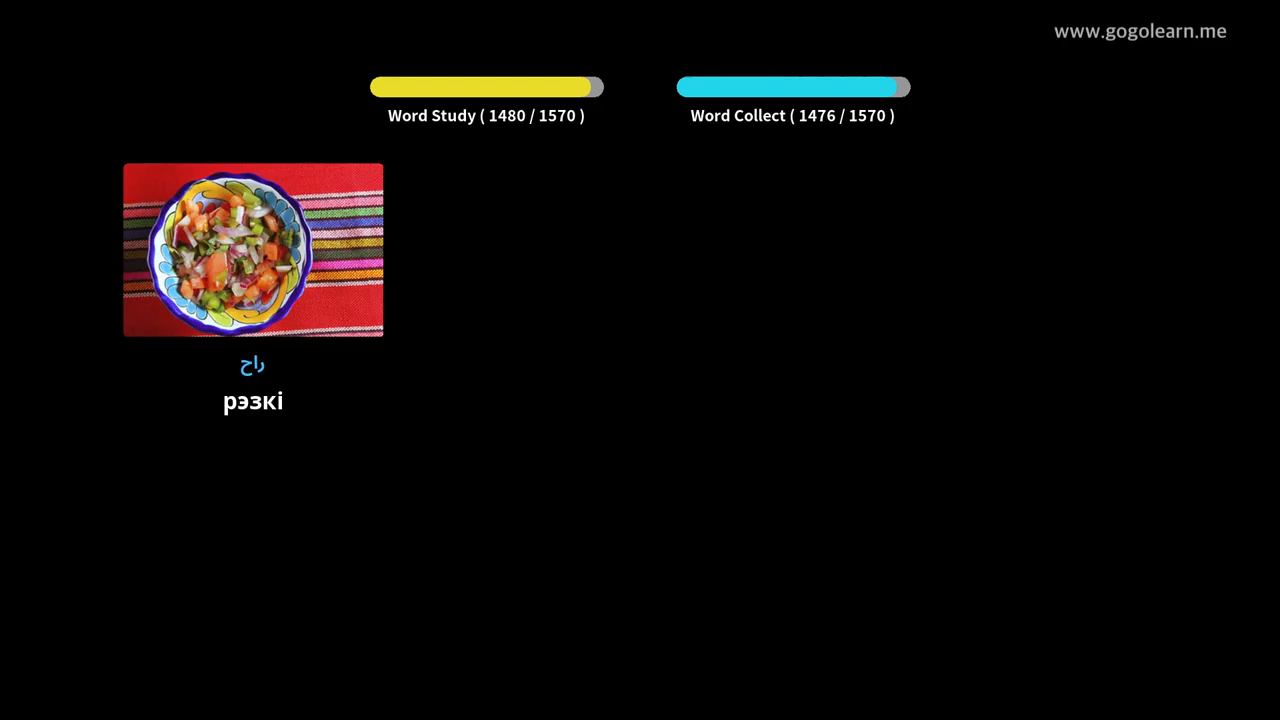 www.gogolearn.me
Word Study ( 1480 / 1570 )
Word Collect ( 1476 / 1570 )
راح
рэзкі